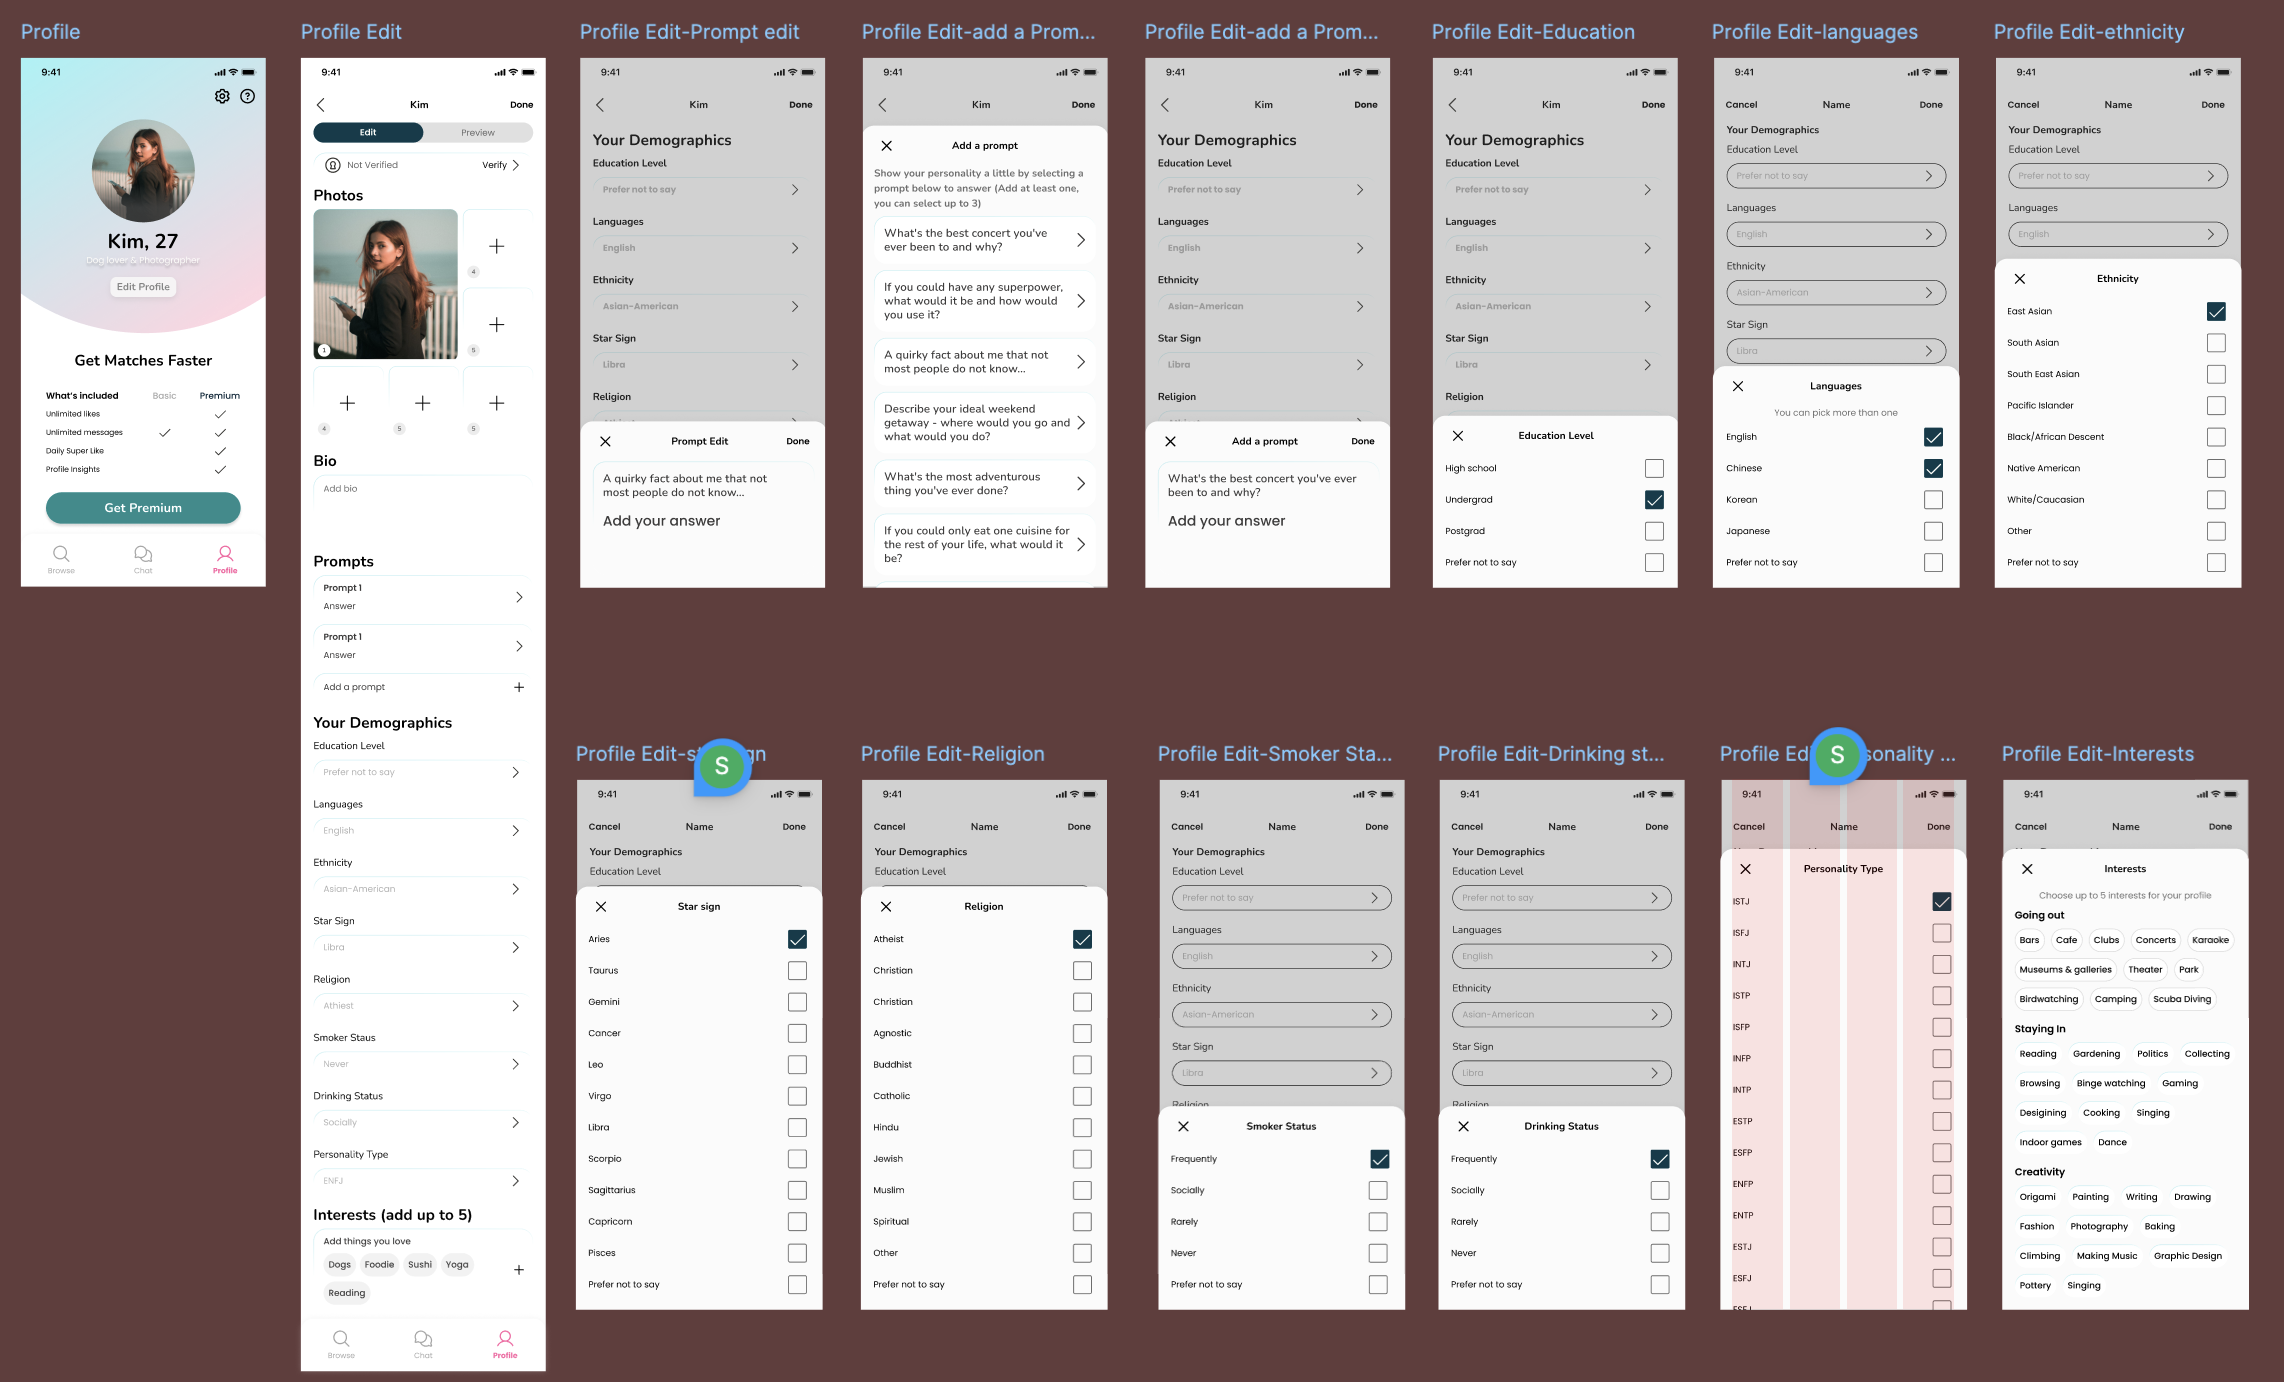 Profile
9:41
Kim, 27
Dog lover & Photographer
Edit Profile
Get Matches Faster
What's included Basic Premium
Unlimited likes
Unlimited messages
Daily Super Like
Profile Insights
Get Premium
Browse Chat Profile
Profile Edit
9:41
Kim Done
Edit Preview
Not Verified Verify
Photos
4
5
1
4 5 5
Bio
Add bio
Prompts
Prompt 1
Answer
Prompt 1
Answer
Add a prompt
Your Demographics
Education Level
Prefer not to say
Languages
English
Ethnicity
Asian-American
Star Sign
Libra
Religion
Athiest
Smoker Staus
Never
Drinking Status
Socially
Personality Type
ENFJ
Interests (add up to 5)
Add things you love
Dogs Foodie Sushi Yoga
Reading
Browse Chat Profile
Profile Edit-Prompt edit
9:41
Kim Done
Your Demographics
Education Level
Prefer not to say
Languages
English
Ethnicity
Asian-American
Star Sign
Libra
Religion
Prompt Edit Done
A quirky fact about me that not
most people do not know...
Add your answer
Profile Edit-add a Prom...
9:41
Kim Done
Add a prompt
Show your personality a little by selecting a
prompt below to answer (Add at least one,
you can select up to 3)
What's the best concert you've
ever been to and why?
If you could have any superpower,
what would it be and how would
you use it?
A quirky fact about me that not
most people do not know...
Describe your ideal weekend
getaway - where would you go and
what would you do?
What's the most adventurous
thing you've ever done?
If you could only eat one cuisine for
the rest of your life, what would it
be?
Profile Edit-add a Prom...
9:41
Kim Done
Your Demographics
Education Level
Prefer not to say
Languages
English
Ethnicity
Asian-American
Star Sign
Libra
Religion
Add a prompt Done
What's the best concert you've ever
been to and why?
Add your answer
Profile Edit-Education
9:41
Kim Done
Your Demographics
Education Level
Prefer not to say
Languages
English
Ethnicity
Asian-American
Star Sign
Libra
Religion
Education Level
High school
Undergrad
Postgrad
Prefer not to say
Profile Edit-languages
9:41
Cancel Name Done
Your Demographics
Education Level
Prefer not to say
Languages
English
Ethnicity
Asian-American
Star Sign
Libra
Languages
You can pick more than one
English
Chinese
Korean
Japanese
Prefer not to say
Profile Edit-ethnicity
9:41
Cancel Name Done
Your Demographics
Education Level
Prefer not to say
Languages
English
Ethnicity
East Asian
South Asian
South East Asian
Pacific Islander
Black/African Descent
Native American
White/Caucasian
Other
Prefer not to say
Profile Edit-s gn
S
9:41
Cancel Name Done
Your Demographics
Education Level
Star sign
Aries
Taurus
Gemini
Cancer
Leo
Virgo
Libra
Scorpio
Sagittarius
Capricorn
Pisces
Prefer not to say
Profile Edit-Religion
9:41
Cancel Name Done
Your Demographics
Education Level
Religion
Atheist
Christian
Christian
Agnostic
Buddhist
Catholic
Hindu
Jewish
Muslim
Spiritual
Other
Prefer not to say
Profile Edit-Smoker Sta...
9:41
Cancel Name Done
Your Demographics
Education Level
Prefer not to say
Languages
English
Ethnicity
Asian-American
Star Sign
Libra
Religion
Smoker Status
Frequently
Socially
Rarely
Never
Prefer not to say
Profile Edit-Drinking st...
9:41
Cancel Name Done
Your Demographics
Education Level
Prefer not to say
Languages
English
Ethnicity
Asian-American
Star Sign
Libra
Religion
Drinking Status
Frequently
Socially
Rarely
Never
Prefer not to say
Profile Ed sonality ...
S
9:41
Cancel Name Done
Personality Type
ISTJ
ISFJ
INTJ
ISTP
ISFP
INFP
INTP
ESTP
ESFP
ENFP
ENTP
ESTJ
ESFJ
Profile Edit-Interests
9:41
Cancel Name Done
Interests
Choose up to 5 interests for your profile
Going out
Bars Cafe Clubs Concerts Karaoke
Museums & galleries Theater Park
Birdwatching Camping Scuba Diving
Staying In
Reading Gardening Politics Collecting
Browsing Binge watching Gaming
Desigining Cooking Singing
Indoor games Dance
Creativity
Origami Painting Writing Drawing
Fashion Photography Baking
Climbing Making Music Graphic Design
Pottery Singing